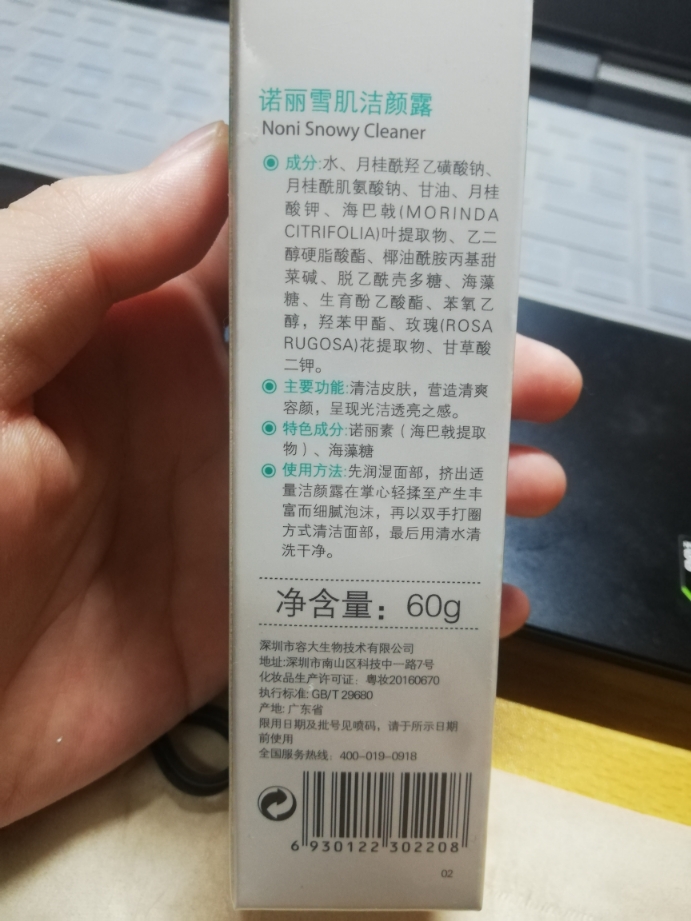 诺丽雪肌洁颜露
Noni Snowy Cleaner
成分:水、月桂酰羟乙磺酸钠、
月桂酰肌氨酸钠、甘油、月桂
酸钾、海巴戟(MORINDA
CITRIFOLIA)叶提取物、乙二
醇硬脂酸酯、椰油酰胺丙基甜
菜碱、脱乙酰壳多糖、海藻
糖、生育酚乙酸酯、苯氧乙
醇，羟苯甲酯、玫瑰(ROSA
RUGOSA)花提取物、甘草酸
二钾。
主要功能:清洁皮肤，营造清爽
容颜，呈现光洁透亮之感。
特色成分:诺丽素（海巴戟提取
物）、海藻糖
使用方法:先润湿面部，挤出适
量洁颜露在掌心轻揉至产生丰
富而细腻泡沫，再以双手打圈
方式清洁面部，最后用清水清
洗干净。
净含量：60g
深圳市容大生物技术有限公司
地址:深圳市南山区科技中一路7号
化妆品生产许可证：粤妆20160670
执行标准:GB/T 29680
产地:广东省
限用日期及批号见喷码，请于所示日期
前使用
全国服务热线：400-019-0918
6 930122 302208
02